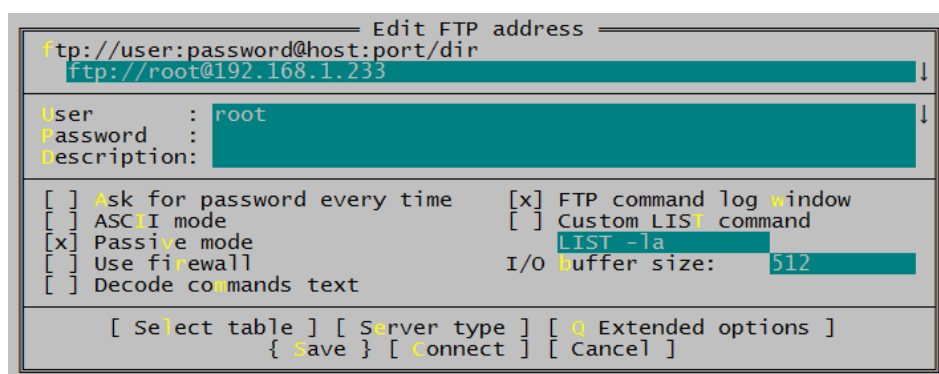 Edit FTP address
ftp://user:password@host:port/dir
ftp://root@192.168.1.233 ↓
User : root ↓
Password :
Description:
[ ] Ask for password every time [x] FTP command log window
[ ] ASCII mode [ ] Custom LIST command
[x] Passive mode LIST -la
[ ] Use firewall I/O buffer size: 512
[ ] Decode commands text
[ Select table ] [ Server type ] [ Q Extended options ]
{ Save } [ Connect ] [ Cancel ]